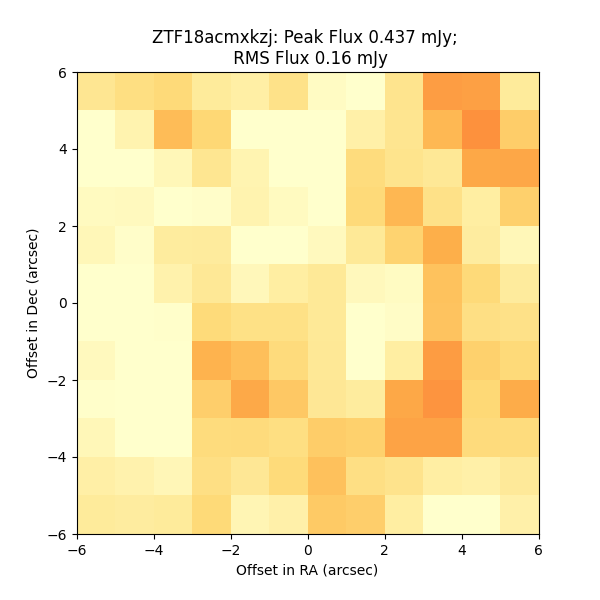 ZTF18acmxkzj: Peak Flux 0.437 mJy;
RMS Flux 0.16 mJy
6
4
2
0
−2
−4
−6
Offset in Dec (arcsec)
−6 −4 −2 0 2 4 6
Offset in RA (arcsec)